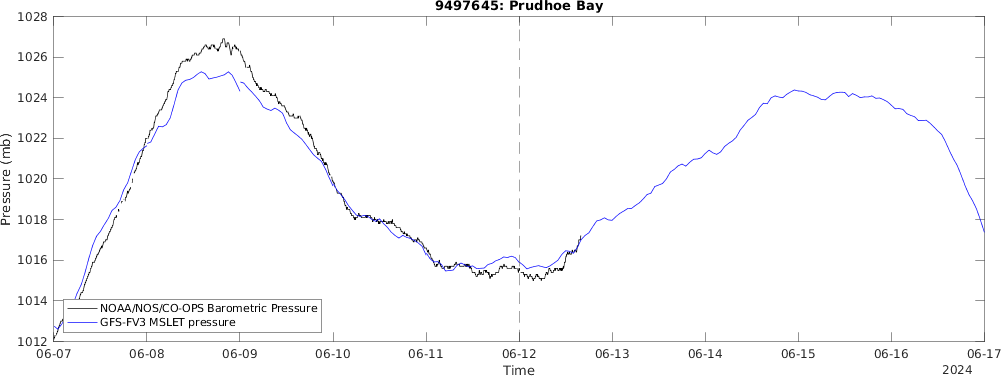 9497645: Prudhoe Bay
1028
1026
1024
1022
1020
1018
1016
1014
1012
Pressure (mb)
NOAA/NOS/CO-OPS Barometric Pressure
GFS-FV3 MSLET pressure
06-07 06-08 06-09 06-10 06-11 06-12 06-13 06-14 06-15 06-16 06-17
Time
2024